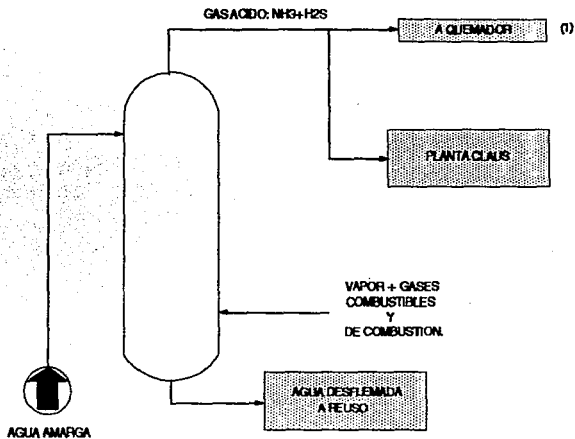 GAS ACIDO: NH3+H2S
A QUEMADOR
(1)
PLANTA CLAUS
VAPOR + GASES
COMBUSTIBLES
Y
DE COMBUSTION.
AGUA DESFLEMADA
A REUSO
AGUA AMARGA